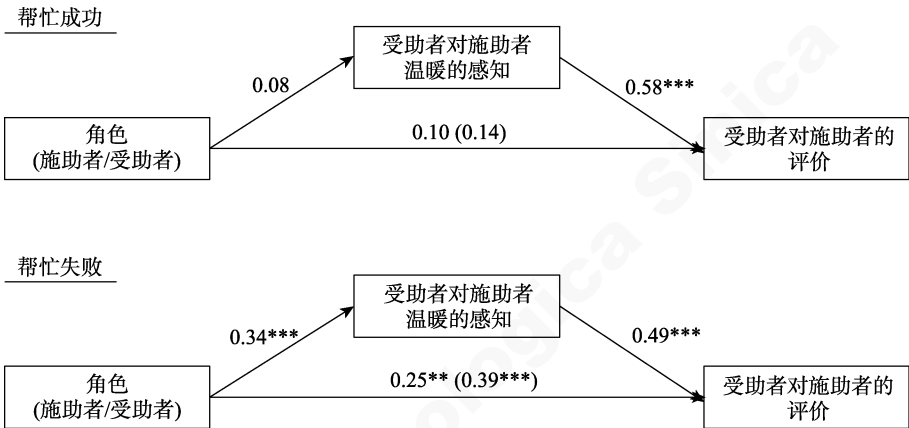 帮忙成功
受助者对施助者
温暖的感知
0.08
0.58***
角色
(施助者/受助者)
0.10 (0.14)
受助者对施助者的
评价
帮忙失败
受助者对施助者
温暖的感知
0.34***
0.49***
角色
(施助者/受助者)
0.25** (0.39***)
受助者对施助者的
评价
ologica Sinica